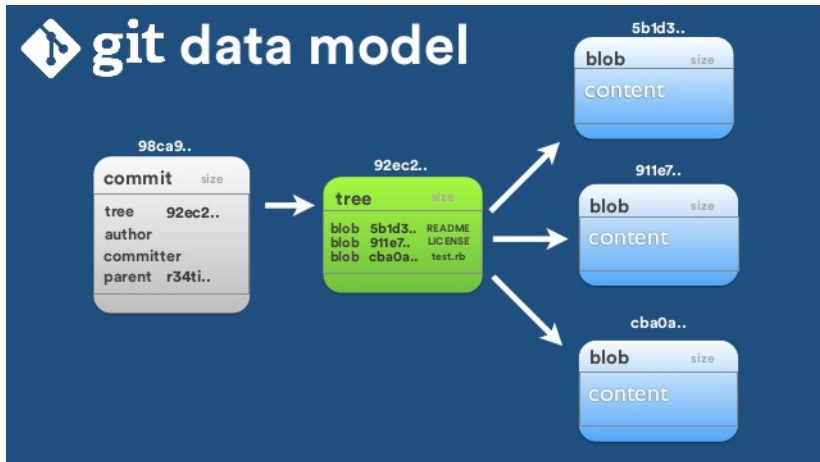 git data model
98ca9..
commit size
tree 92ec2..
author
committer
parent r34ti..
92ec2..
tree size
blob 5b1d3.. README
blob 911e7.. LICENSE
blob cba0a.. test.rb
5b1d3..
blob size
content
911e7..
blob size
content
cba0a..
blob size
content